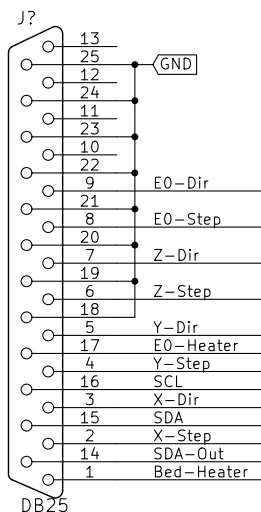 J?
13
25 GND
12
24
11
23
10
22
9 E0-Dir
21
8 E0-Step
20
7 Z-Dir
19
6 Z-Step
18
5 Y-Dir
17 E0-Heater
4 Y-Step
16 SCL
3 X-Dir
15 SDA
2 X-Step
14 SDA-Out
1 Bed-Heater
DB25